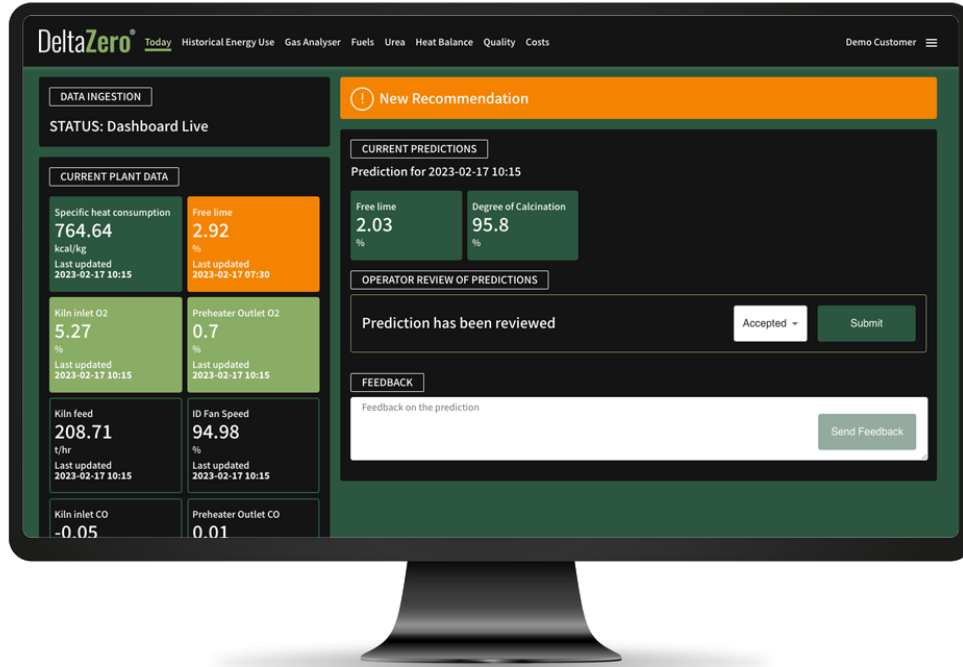 DeltaZero®
Today Historical Energy Use Gas Analyser Fuels Urea Heat Balance Quality Costs
Demo Customer
DATA INGESTION
STATUS: Dashboard Live
CURRENT PLANT DATA
Specific heat consumption
764.64
kcal/kg
Last updated
2023-02-17 10:15
Free lime
2.92
%
Last updated
2023-02-17 07:30
Kiln inlet O2
5.27
%
Last updated
2023-02-17 10:15
Preheater Outlet O2
0.7
%
Last updated
2023-02-17 10:15
Kiln feed
208.71
t/hr
Last updated
2023-02-17 10:15
ID Fan Speed
94.98
%
Last updated
2023-02-17 10:15
Kiln inlet CO
-0.05
Preheater Outlet CO
0.01
! New Recommendation
CURRENT PREDICTIONS
Prediction for 2023-02-17 10:15
Free lime
2.03
%
Degree of Calcination
95.8
%
OPERATOR REVIEW OF PREDICTIONS
Prediction has been reviewed
Accepted
Submit
FEEDBACK
Feedback on the prediction
Send Feedback